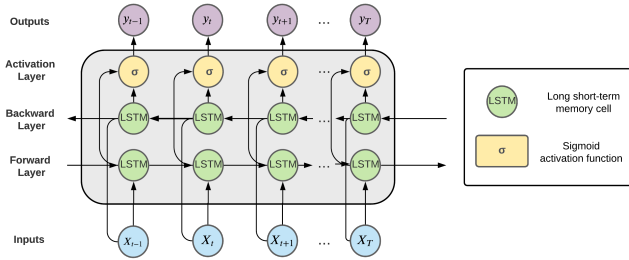 Outputs y_{t−1} y_t y_{t+1} ... y_T
Activation
Layer
σ σ σ ... σ
Backward
Layer
LSTM LSTM LSTM ... LSTM
Forward
Layer
LSTM LSTM LSTM ... LSTM
Inputs X_{t−1} X_t X_{t+1} ... X_T
LSTM
Long short-term
memory cell
σ
Sigmoid
activation function